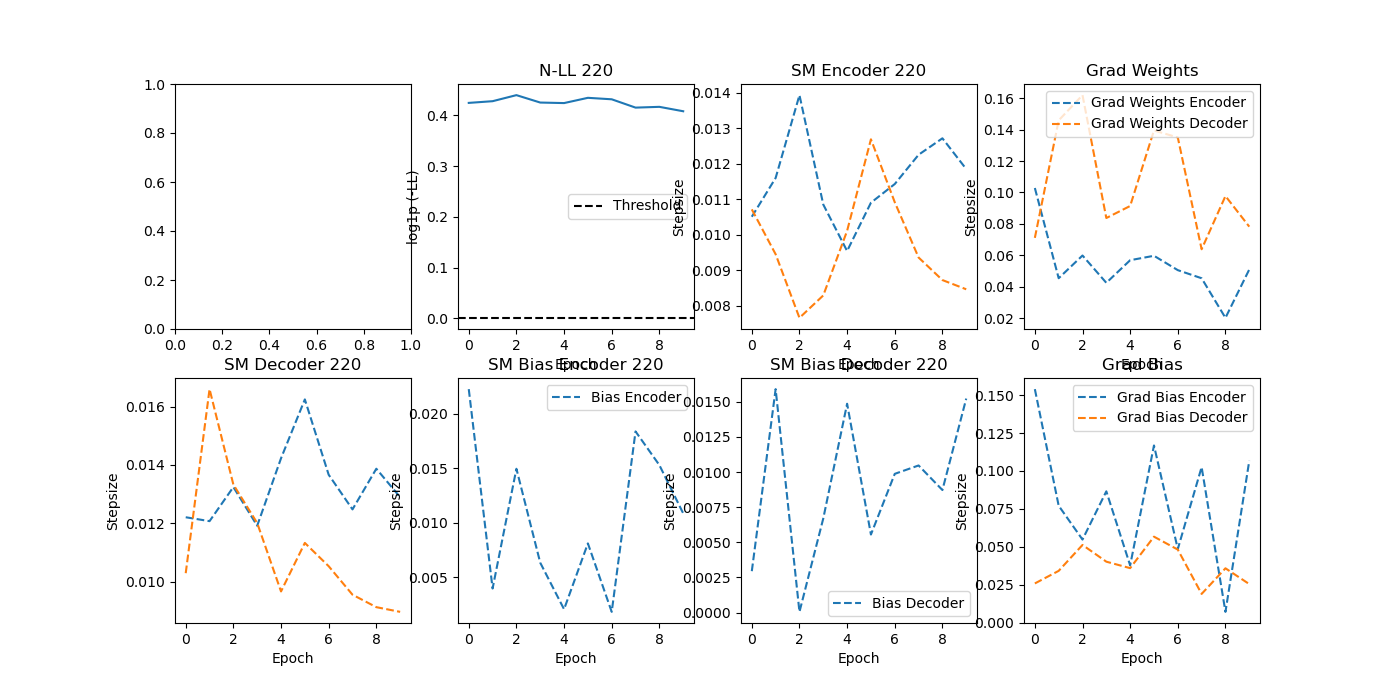 N-LL 220
SM Encoder 220
Grad Weights
1.0
0.8
0.6
0.4
0.2
0.0
0.0 0.2 0.4 0.6 0.8 1.0
log1p (-LL)
0.4
0.3
0.2
0.1
0.0
Threshold
0 2 4 6 8
Epoch
Stepsize
0.014
0.013
0.012
0.011
0.010
0.009
0.008
0 2 4 6 8
Epoch
Stepsize
0.16
0.14
0.12
0.10
0.08
0.06
0.04
0.02
Grad Weights Encoder
Grad Weights Decoder
0 2 4 6 8
Epoch
SM Decoder 220
SM Bias Encoder 220
SM Bias Decoder 220
Grad Bias
Stepsize
0.016
0.014
0.012
0.010
0 2 4 6 8
Epoch
Stepsize
0.020
0.015
0.010
0.005
Bias Encoder
0 2 4 6 8
Epoch
Stepsize
0.0150
0.0125
0.0100
0.0075
0.0050
0.0025
0.0000
Bias Decoder
0 2 4 6 8
Epoch
Stepsize
0.150
0.125
0.100
0.075
0.050
0.025
0.000
Grad Bias Encoder
Grad Bias Decoder
0 2 4 6 8
Epoch